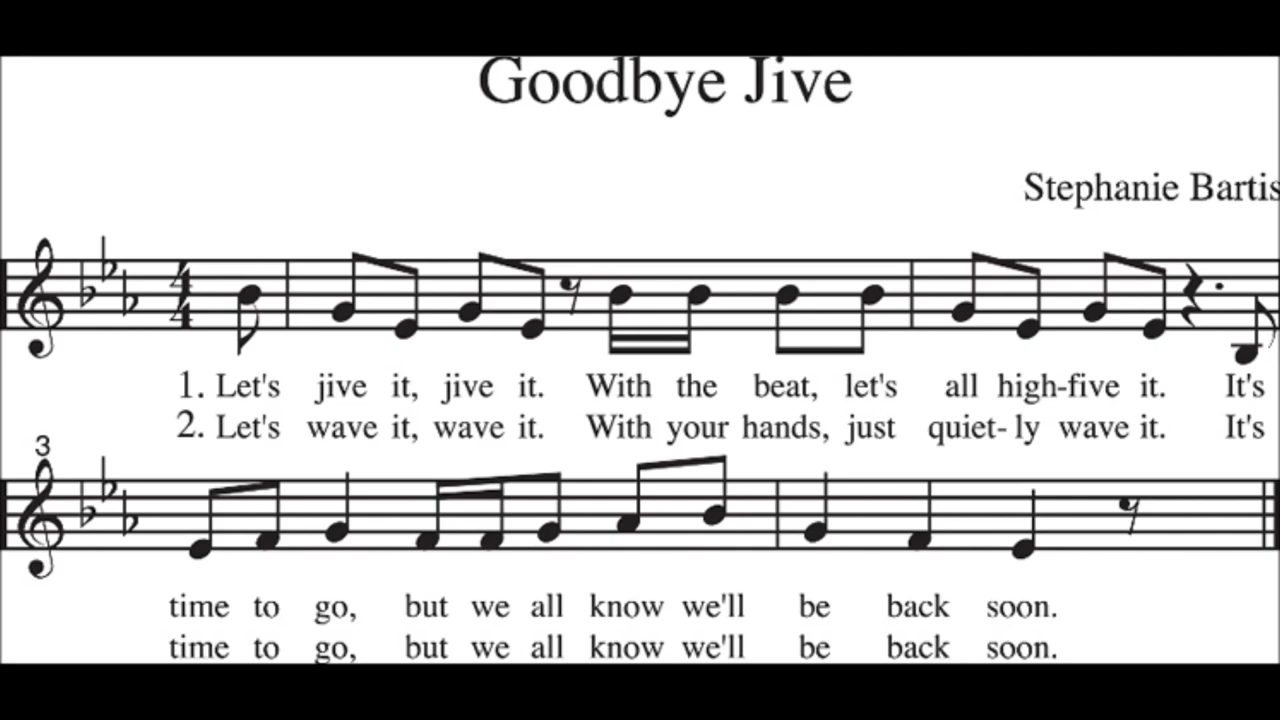 Goodbye Jive
Stephanie Bartis
4
4
1. Let's jive it, jive it. With the beat, let's all high-five it. It's
2. Let's wave it, wave it. With your hands, just quiet- ly wave it. It's
3
time to go, but we all know we'll be back soon.
time to go, but we all know we'll be back soon.